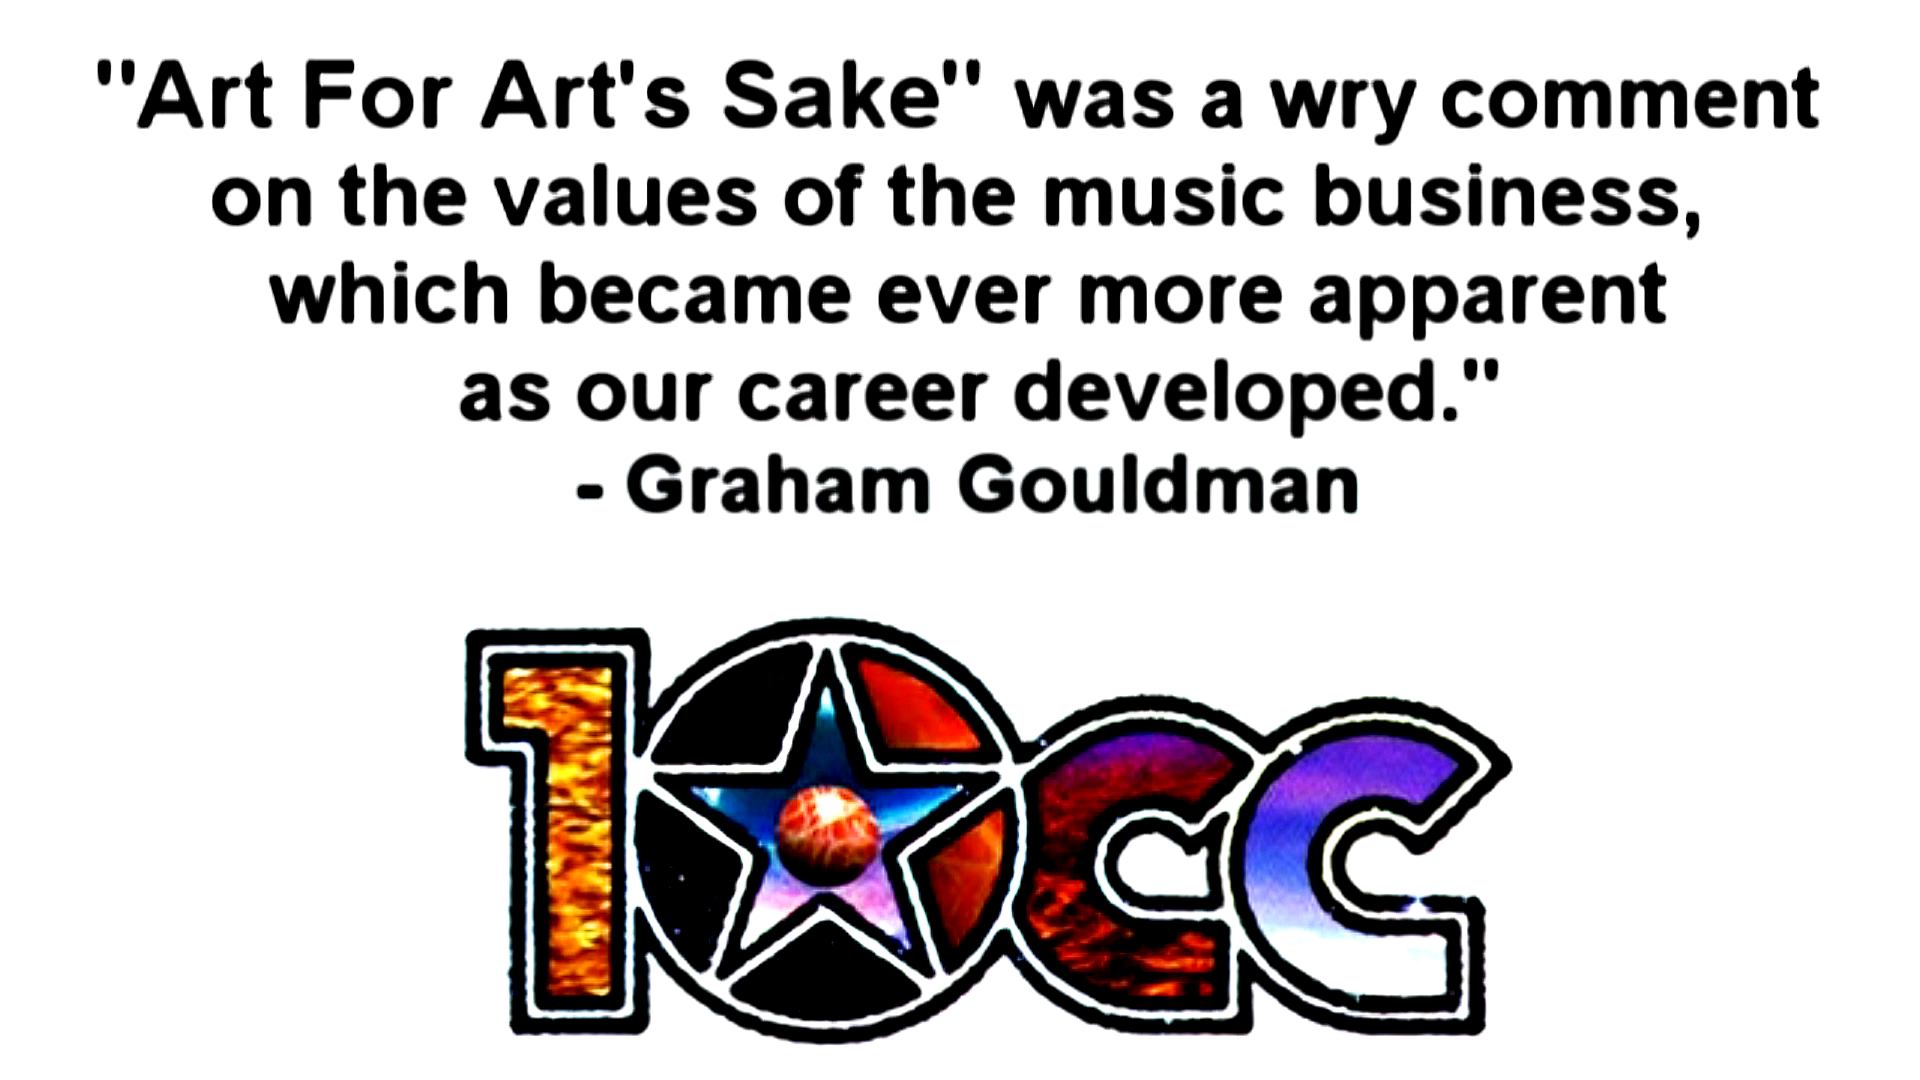 "Art For Art's Sake" was a wry comment
on the values of the music business,
which became ever more apparent
as our career developed."
- Graham Gouldman
10cc